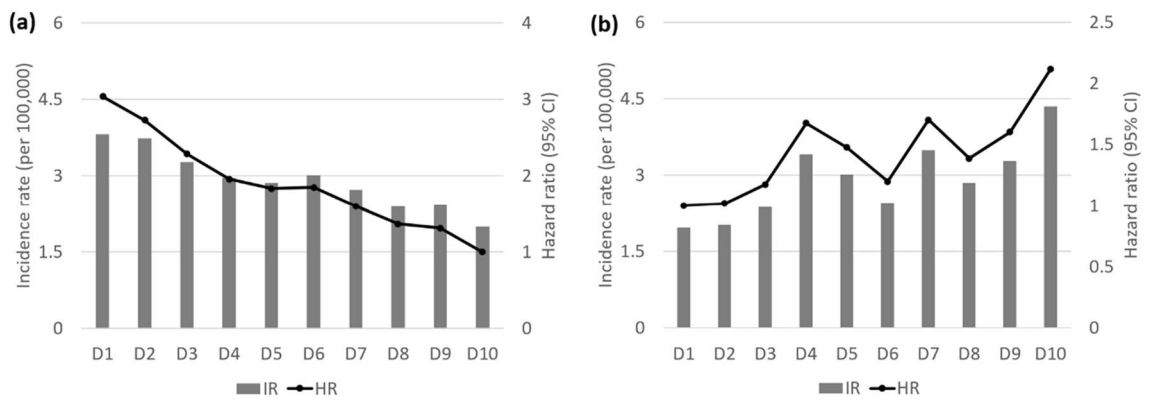 (a)
Incidence rate (per 100,000)
6
4.5
3
1.5
0
Hazard ratio (95% CI)
4
3
2
1
0
D1 D2 D3 D4 D5 D6 D7 D8 D9 D10
IR HR
(b)
Incidence rate (per 100,000)
6
4.5
3
1.5
0
Hazard ratio (95% CI)
2.5
2
1.5
1
0.5
0
D1 D2 D3 D4 D5 D6 D7 D8 D9 D10
IR HR